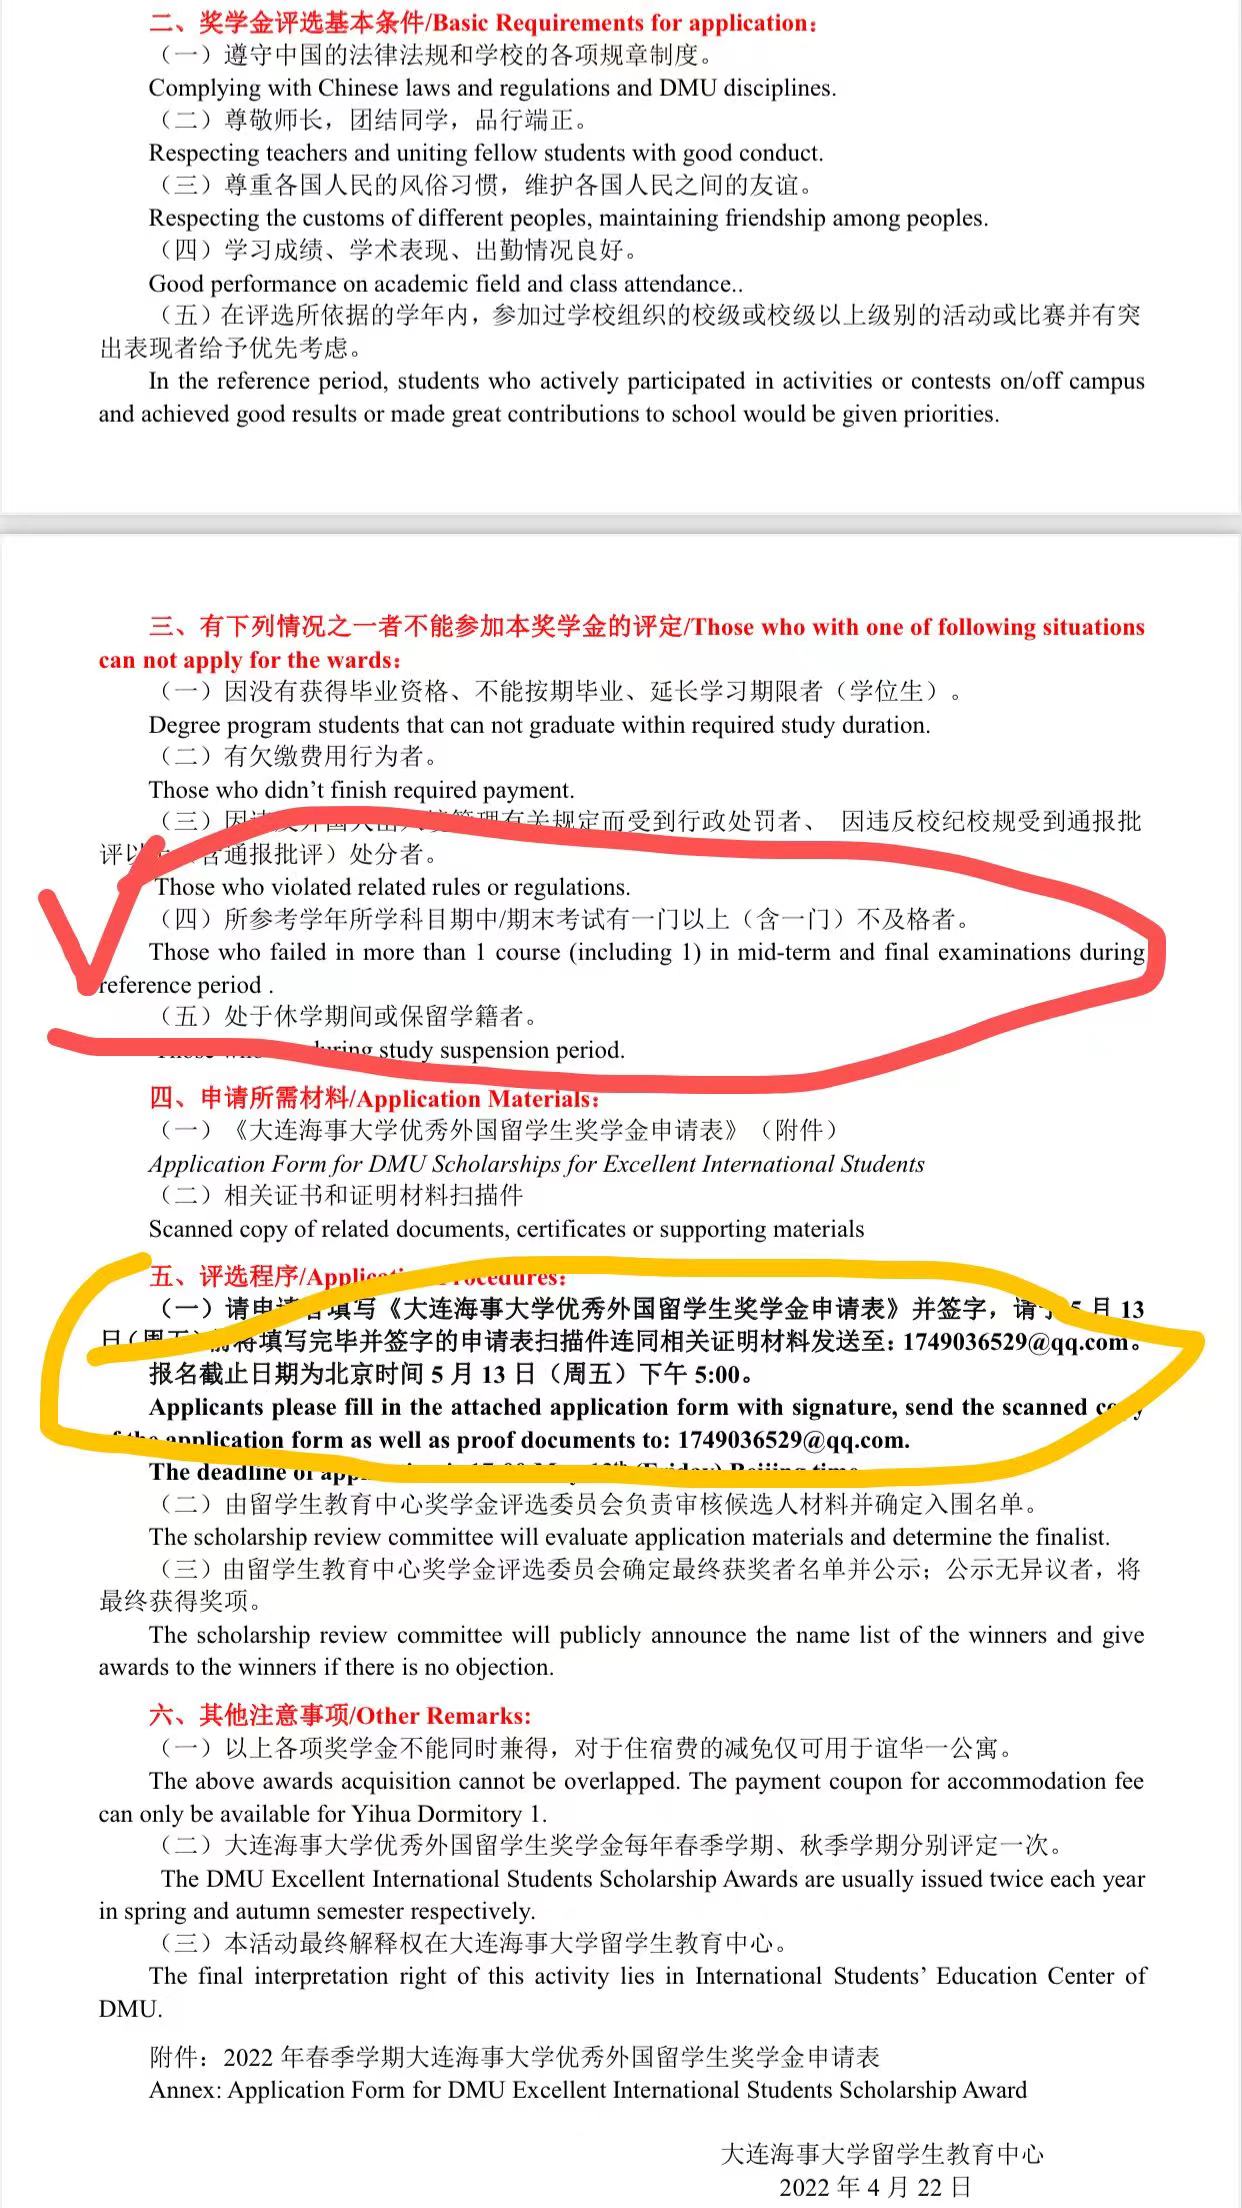 二、奖学金评选基本条件/Basic Requirements for application：
（一）遵守中国的法律法规和学校的各项规章制度。
Complying with Chinese laws and regulations and DMU disciplines.
（二）尊敬师长，团结同学，品行端正。
Respecting teachers and uniting fellow students with good conduct.
（三）尊重各国人民的风俗习惯，维护各国人民之间的友谊。
Respecting the customs of different peoples, maintaining friendship among peoples.
（四）学习成绩、学术表现、出勤情况良好。
Good performance on academic field and class attendance..
（五）在评选所依据的学年内，参加过学校组织的校级或校级以上级别的活动或比赛并有突
出表现者给予优先考虑。
In the reference period, students who actively participated in activities or contests on/off campus
and achieved good results or made great contributions to school would be given priorities.
三、有下列情况之一者不能参加本奖学金的评定/Those who with one of following situations
can not apply for the wards：
（一）因没有获得毕业资格、不能按期毕业、延长学习期限者（学位生）。
Degree program students that can not graduate within required study duration.
（二）有欠缴费用行为者。
Those who didn’t finish required payment.
（三）因 管理有关规定而受到行政处罚者、 因违反校纪校规受到通报批
评以 含通报批评）处分者。
Those who violated related rules or regulations.
（四）所参考学年所学科目期中/期末考试有一门以上（含一门）不及格者。
Those who failed in more than 1 course (including 1) in mid-term and final examinations during
reference period .
（五）处于休学期间或保留学籍者。
Those during study suspension period.
四、申请所需材料/Application Materials：
（一）《大连海事大学优秀外国留学生奖学金申请表》（附件）
Application Form for DMU Scholarships for Excellent International Students
（二）相关证书和证明材料扫描件
Scanned copy of related documents, certificates or supporting materials
五、评选程序/Application Procedures：
（一）请申请者填写《大连海事大学优秀外国留学生奖学金申请表》并签字，请于 5 月 13
日（周五）前将填写完毕并签字的申请表扫描件连同相关证明材料发送至：1749036529@qq.com。
报名截止日期为北京时间 5 月 13 日（周五）下午 5:00。
Applicants please fill in the attached application form with signature, send the scanned copy
of the application form as well as proof documents to: 1749036529@qq.com.
The deadline of application is 17:00 May 13th (Friday) Beijing time.
（二）由留学生教育中心奖学金评选委员会负责审核候选人材料并确定入围名单。
The scholarship review committee will evaluate application materials and determine the finalist.
（三）由留学生教育中心奖学金评选委员会确定最终获奖者名单并公示；公示无异议者，将
最终获得奖项。
The scholarship review committee will publicly announce the name list of the winners and give
awards to the winners if there is no objection.
六、其他注意事项/Other Remarks:
（一）以上各项奖学金不能同时兼得，对于住宿费的减免仅可用于谊华一公寓。
The above awards acquisition cannot be overlapped. The payment coupon for accommodation fee
can only be available for Yihua Dormitory 1.
（二）大连海事大学优秀外国留学生奖学金每年春季学期、秋季学期分别评定一次。
The DMU Excellent International Students Scholarship Awards are usually issued twice each year
in spring and autumn semester respectively.
（三）本活动最终解释权在大连海事大学留学生教育中心。
The final interpretation right of this activity lies in International Students’ Education Center of
DMU.
附件：2022 年春季学期大连海事大学优秀外国留学生奖学金申请表
Annex: Application Form for DMU Excellent International Students Scholarship Award
大连海事大学留学生教育中心
2022 年 4 月 22 日